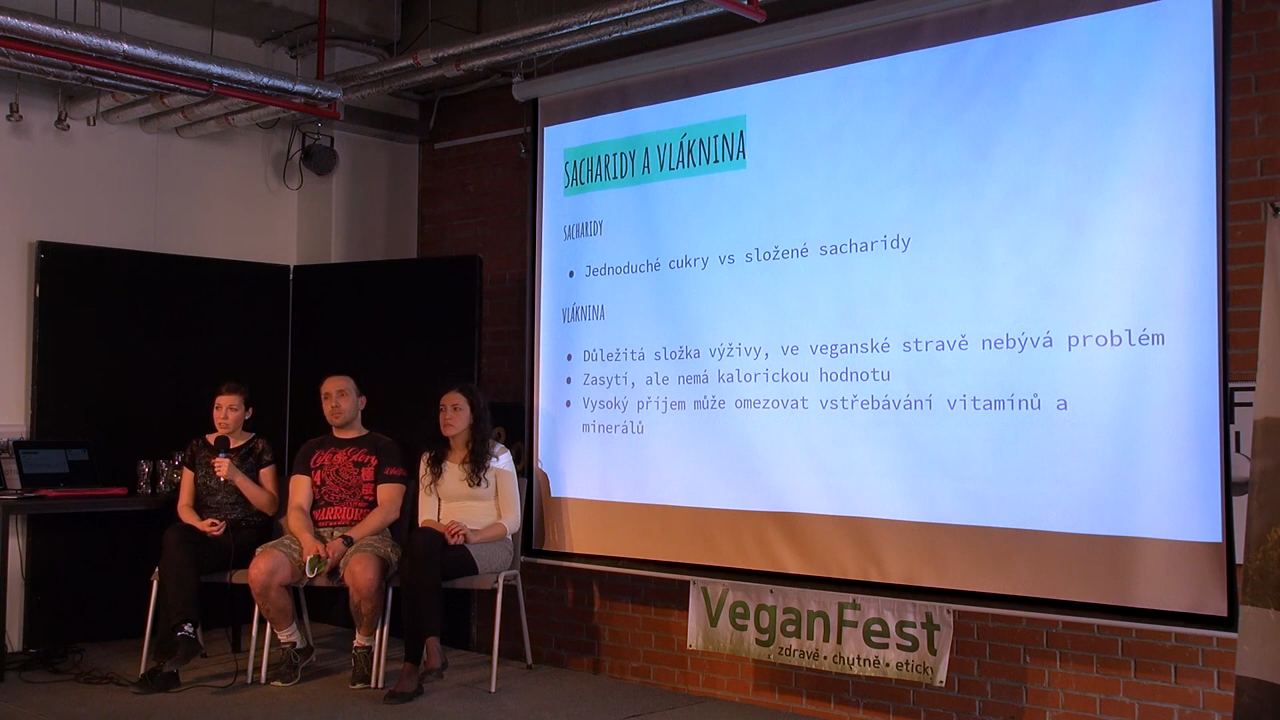 SACHARIDY A VLÁKNINA
SACHARIDY
• Jednoduché cukry vs složené sacharidy
VLÁKNINA
• Důležitá složka výživy, ve veganské stravě nebývá problém
• Zasytí, ale nemá kalorickou hodnotu
• Vysoký příjem může omezovat vstřebávání vitamínů a
minerálů
VeganFest
zdravě • chutně • eticky
WARRIORS